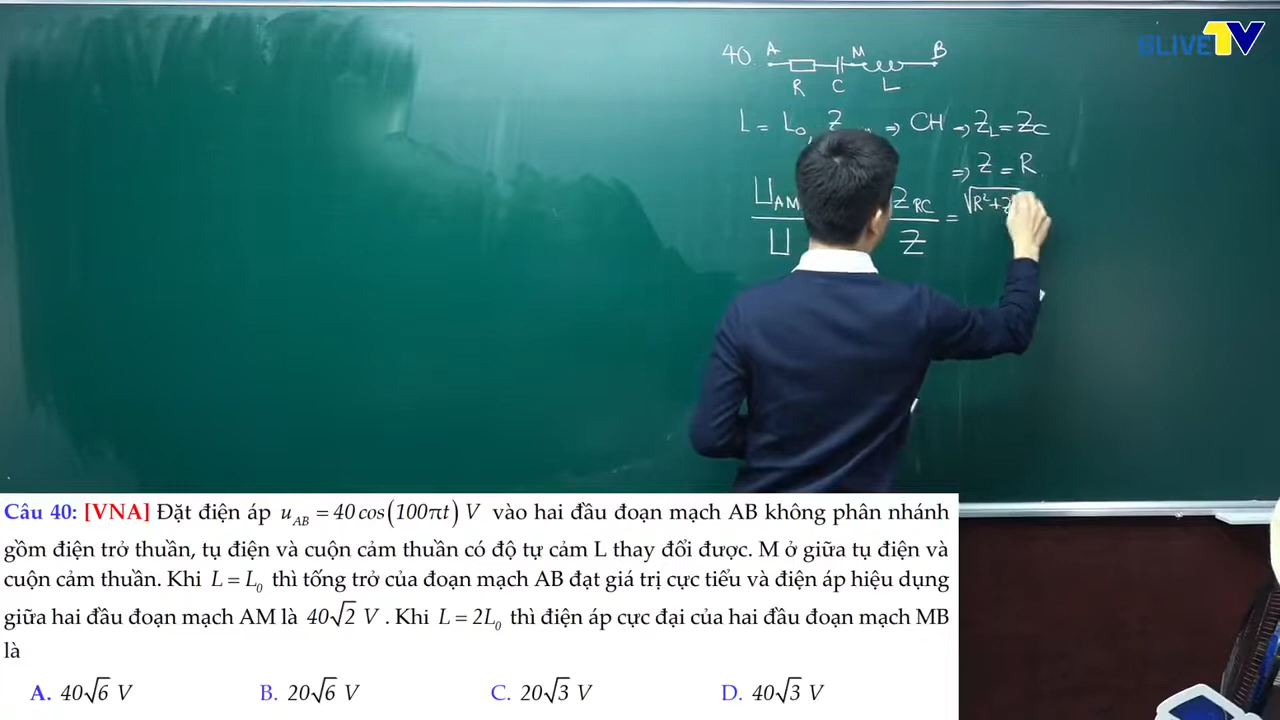 BLIVE TV
40. A M B
R C L
L = L₀, Z ⇒ CH ⇒ Z_L = Z_C
⇒ Z = R
U_AM Z_RC = √R²+Z
U Z
Câu 40: [VNA] Đặt điện áp u_AB = 40cos(100πt) V vào hai đầu đoạn mạch AB không phân nhánh
gồm điện trở thuần, tụ điện và cuộn cảm thuần có độ tự cảm L thay đổi được. M ở giữa tụ điện và
cuộn cảm thuần. Khi L = L₀ thì tổng trở của đoạn mạch AB đạt giá trị cực tiểu và điện áp hiệu dụng
giữa hai đầu đoạn mạch AM là 40√2 V. Khi L = 2L₀ thì điện áp cực đại của hai đầu đoạn mạch MB
là
A. 40√6 V B. 20√6 V C. 20√3 V D. 40√3 V